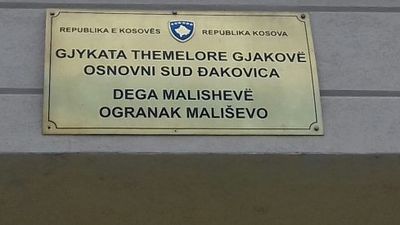 REPUBLIKA E KOSOVËS REPUBLIKA KOSOVA
GJYKATA THEMELORE GJAKOVË
OSNOVNI SUD ĐAKOVICA
DEGA MALISHEVË
OGRANAK MALIŠEVO